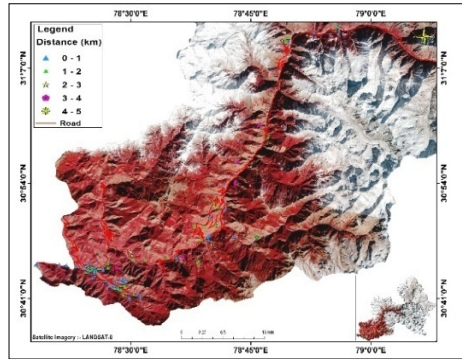 78°30'0"E 78°45'0"E 79°0'0"E
Legend
Distance (km)
0 - 1
1 - 2
2 - 3
3 - 4
4 - 5
Road
31°7'0"N 31°7'0"N
30°54'0"N 30°54'0"N
30°41'0"N 30°41'0"N
Satellite Imagery :- LANDSAT-8
78°30'0"E 78°45'0"E 79°0'0"E